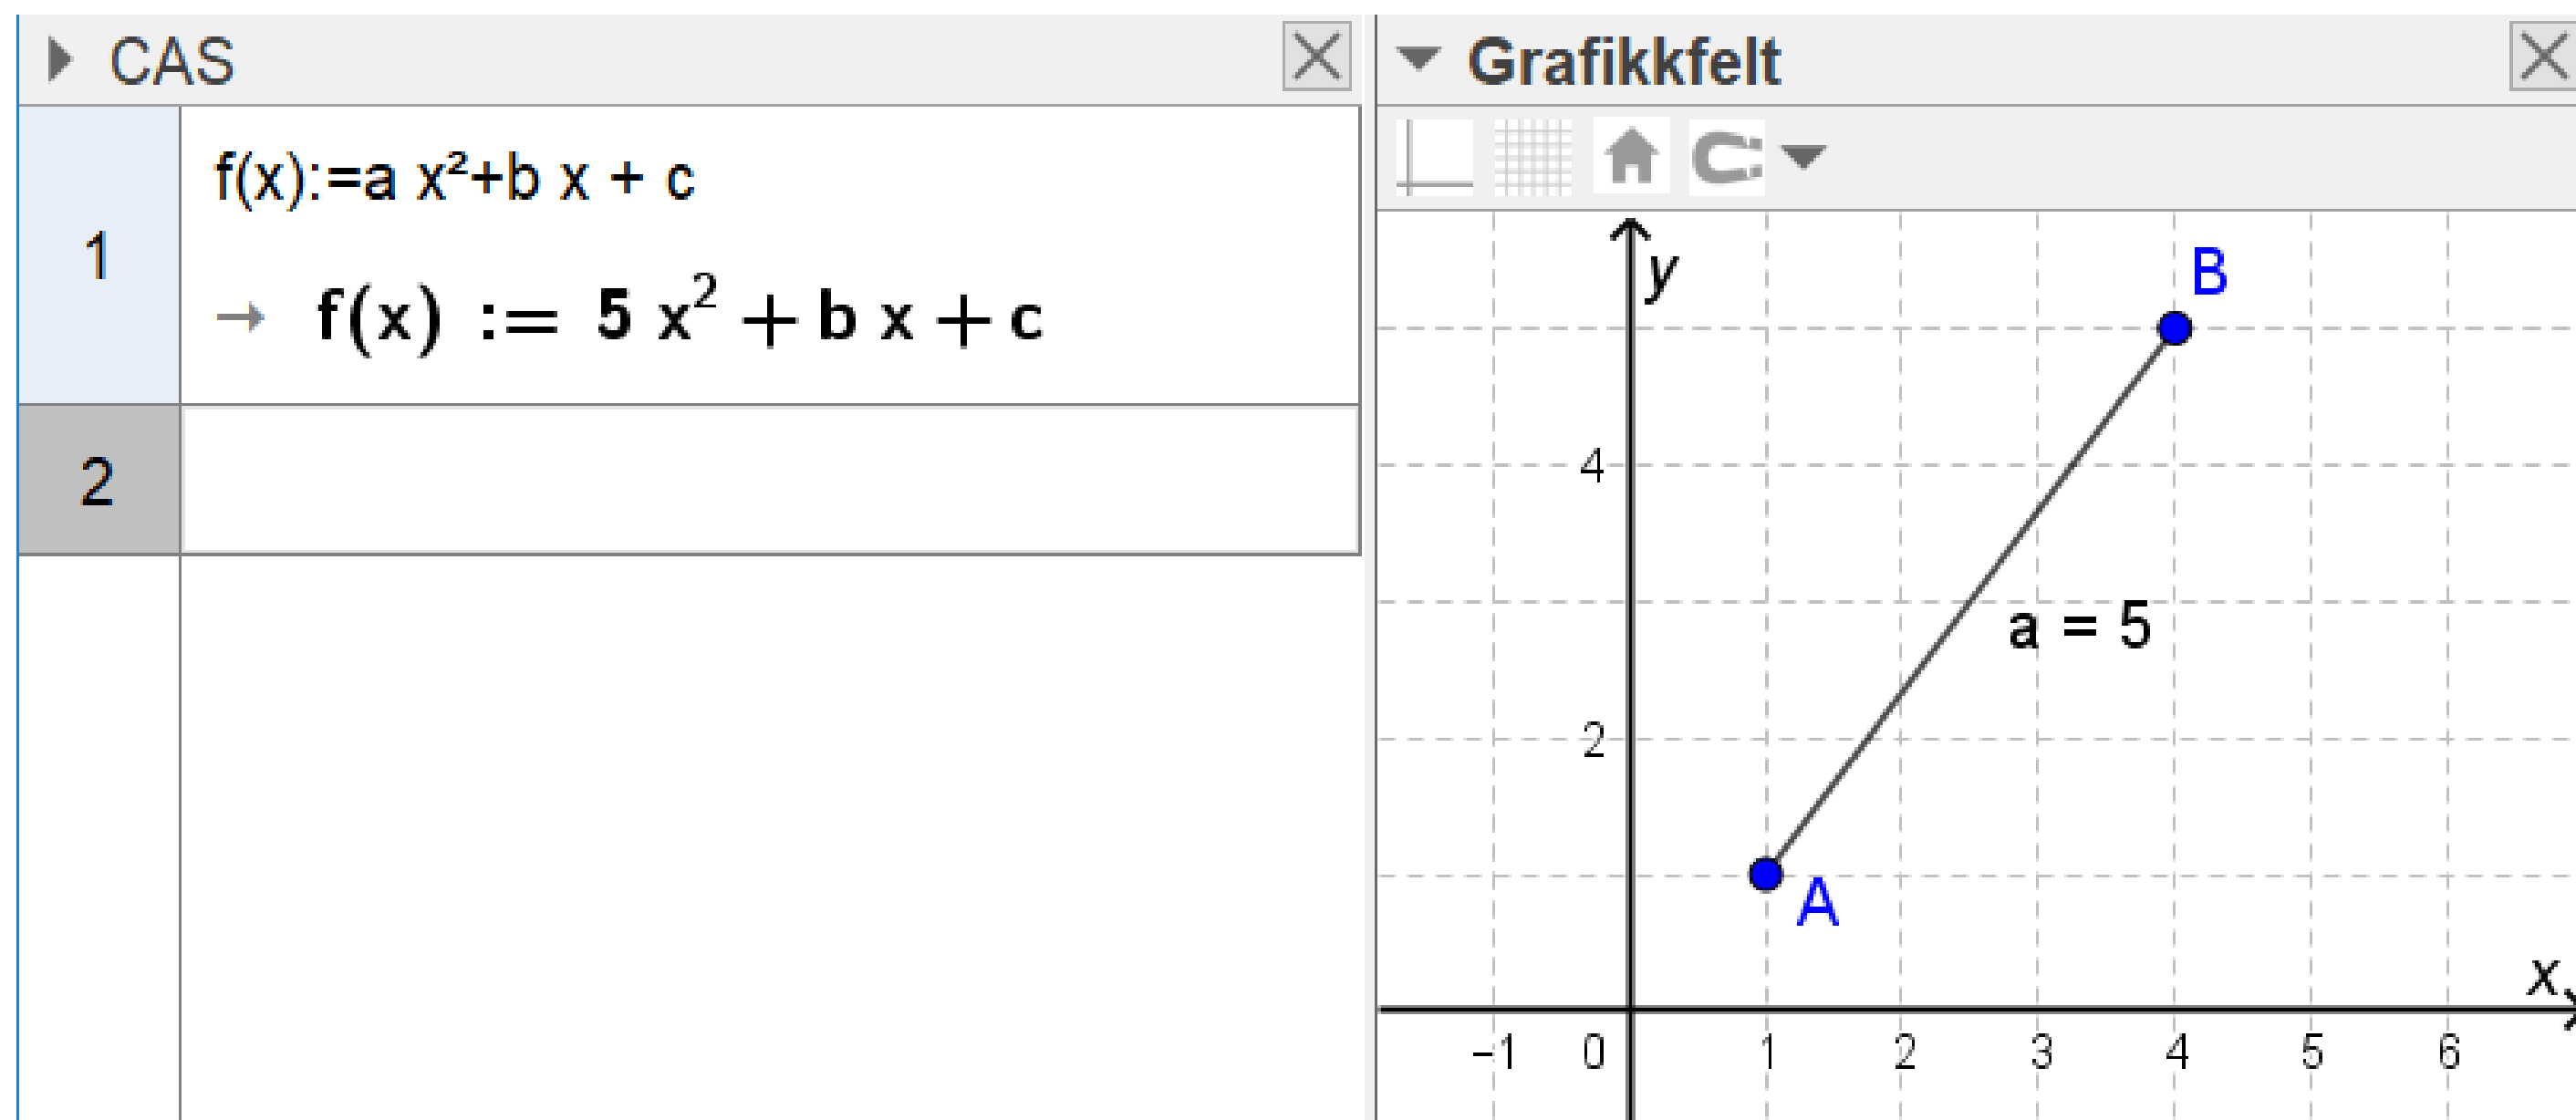 CAS
1
f(x):=a x²+b x + c
→ f(x) := 5 x² + b x + c
2
Grafikkfelt
y
B
4
a = 5
2
A
x
−1 0 1 2 3 4 5 6